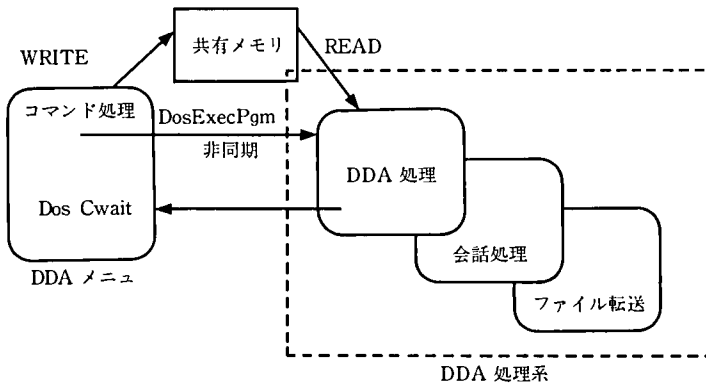 共有メモリ
WRITE
READ
コマンド処理
DosExecPgm
非同期
DDA 処理
Dos Cwait
会話処理
DDA メニュ
ファイル転送
DDA 処理系